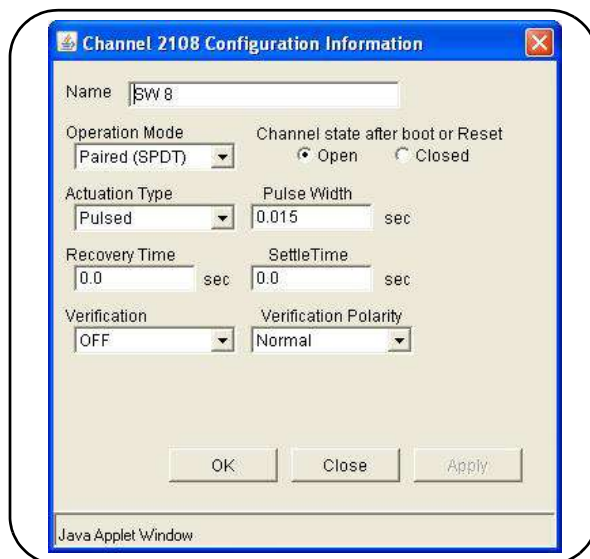 Channel 2108 Configuration Information
Name SW 8
Operation Mode Channel state after boot or Reset
Paired (SPDT) Open Closed
Actuation Type Pulse Width
Pulsed 0.015 sec
Recovery Time SettleTime
0.0 sec 0.0 sec
Verification Verification Polarity
OFF Normal
OK Close Apply
Java Applet Window